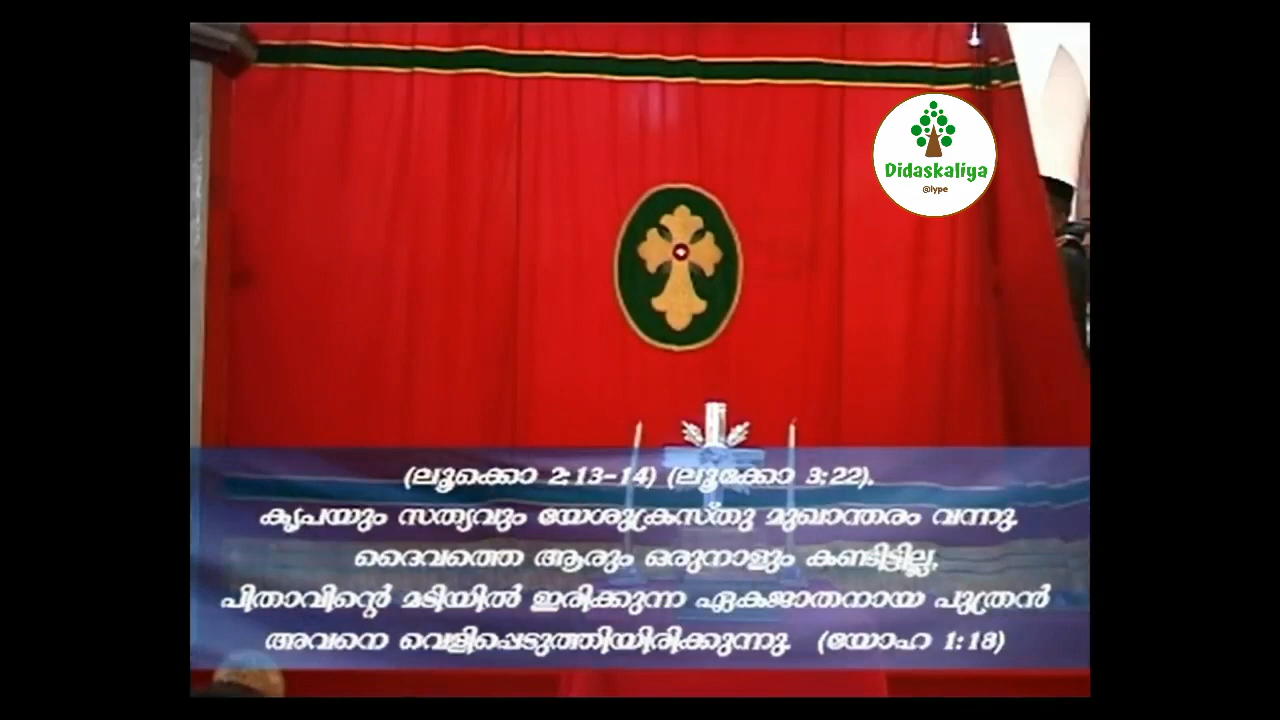 Didaskaliya
@lype
(ലൂക്കൊ 2:13-14) (ലൂക്കോ 3:22).
കൃപയും സത്യവും യേശുക്രസ്തു മുഖാന്തരം വന്നു.
ദൈവത്തെ ആരും ഒരുനാളും കണ്ടിട്ടില്ല,
പിതാവിന്റെ മടിയിൽ ഇരിക്കുന്ന ഏകജാതനായ പുത്രൻ
അവനെ വെളിപ്പെടുത്തിയിരിക്കുന്നു. (യോഹ 1:18)